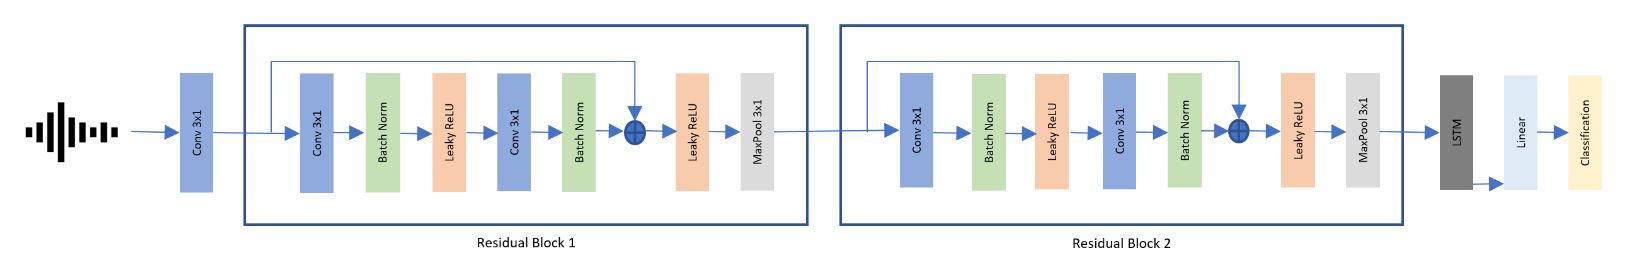 Conv 3x1
Conv 3x1
Batch Norm
Leaky ReLU
Conv 3x1
Batch Norm
Leaky ReLU
MaxPool 3x1
Residual Block 1
Conv 3x1
Batch Norm
Leaky ReLU
Conv 3x1
Batch Norm
Leaky ReLU
MaxPool 3x1
Residual Block 2
LSTM
Linear
Classification